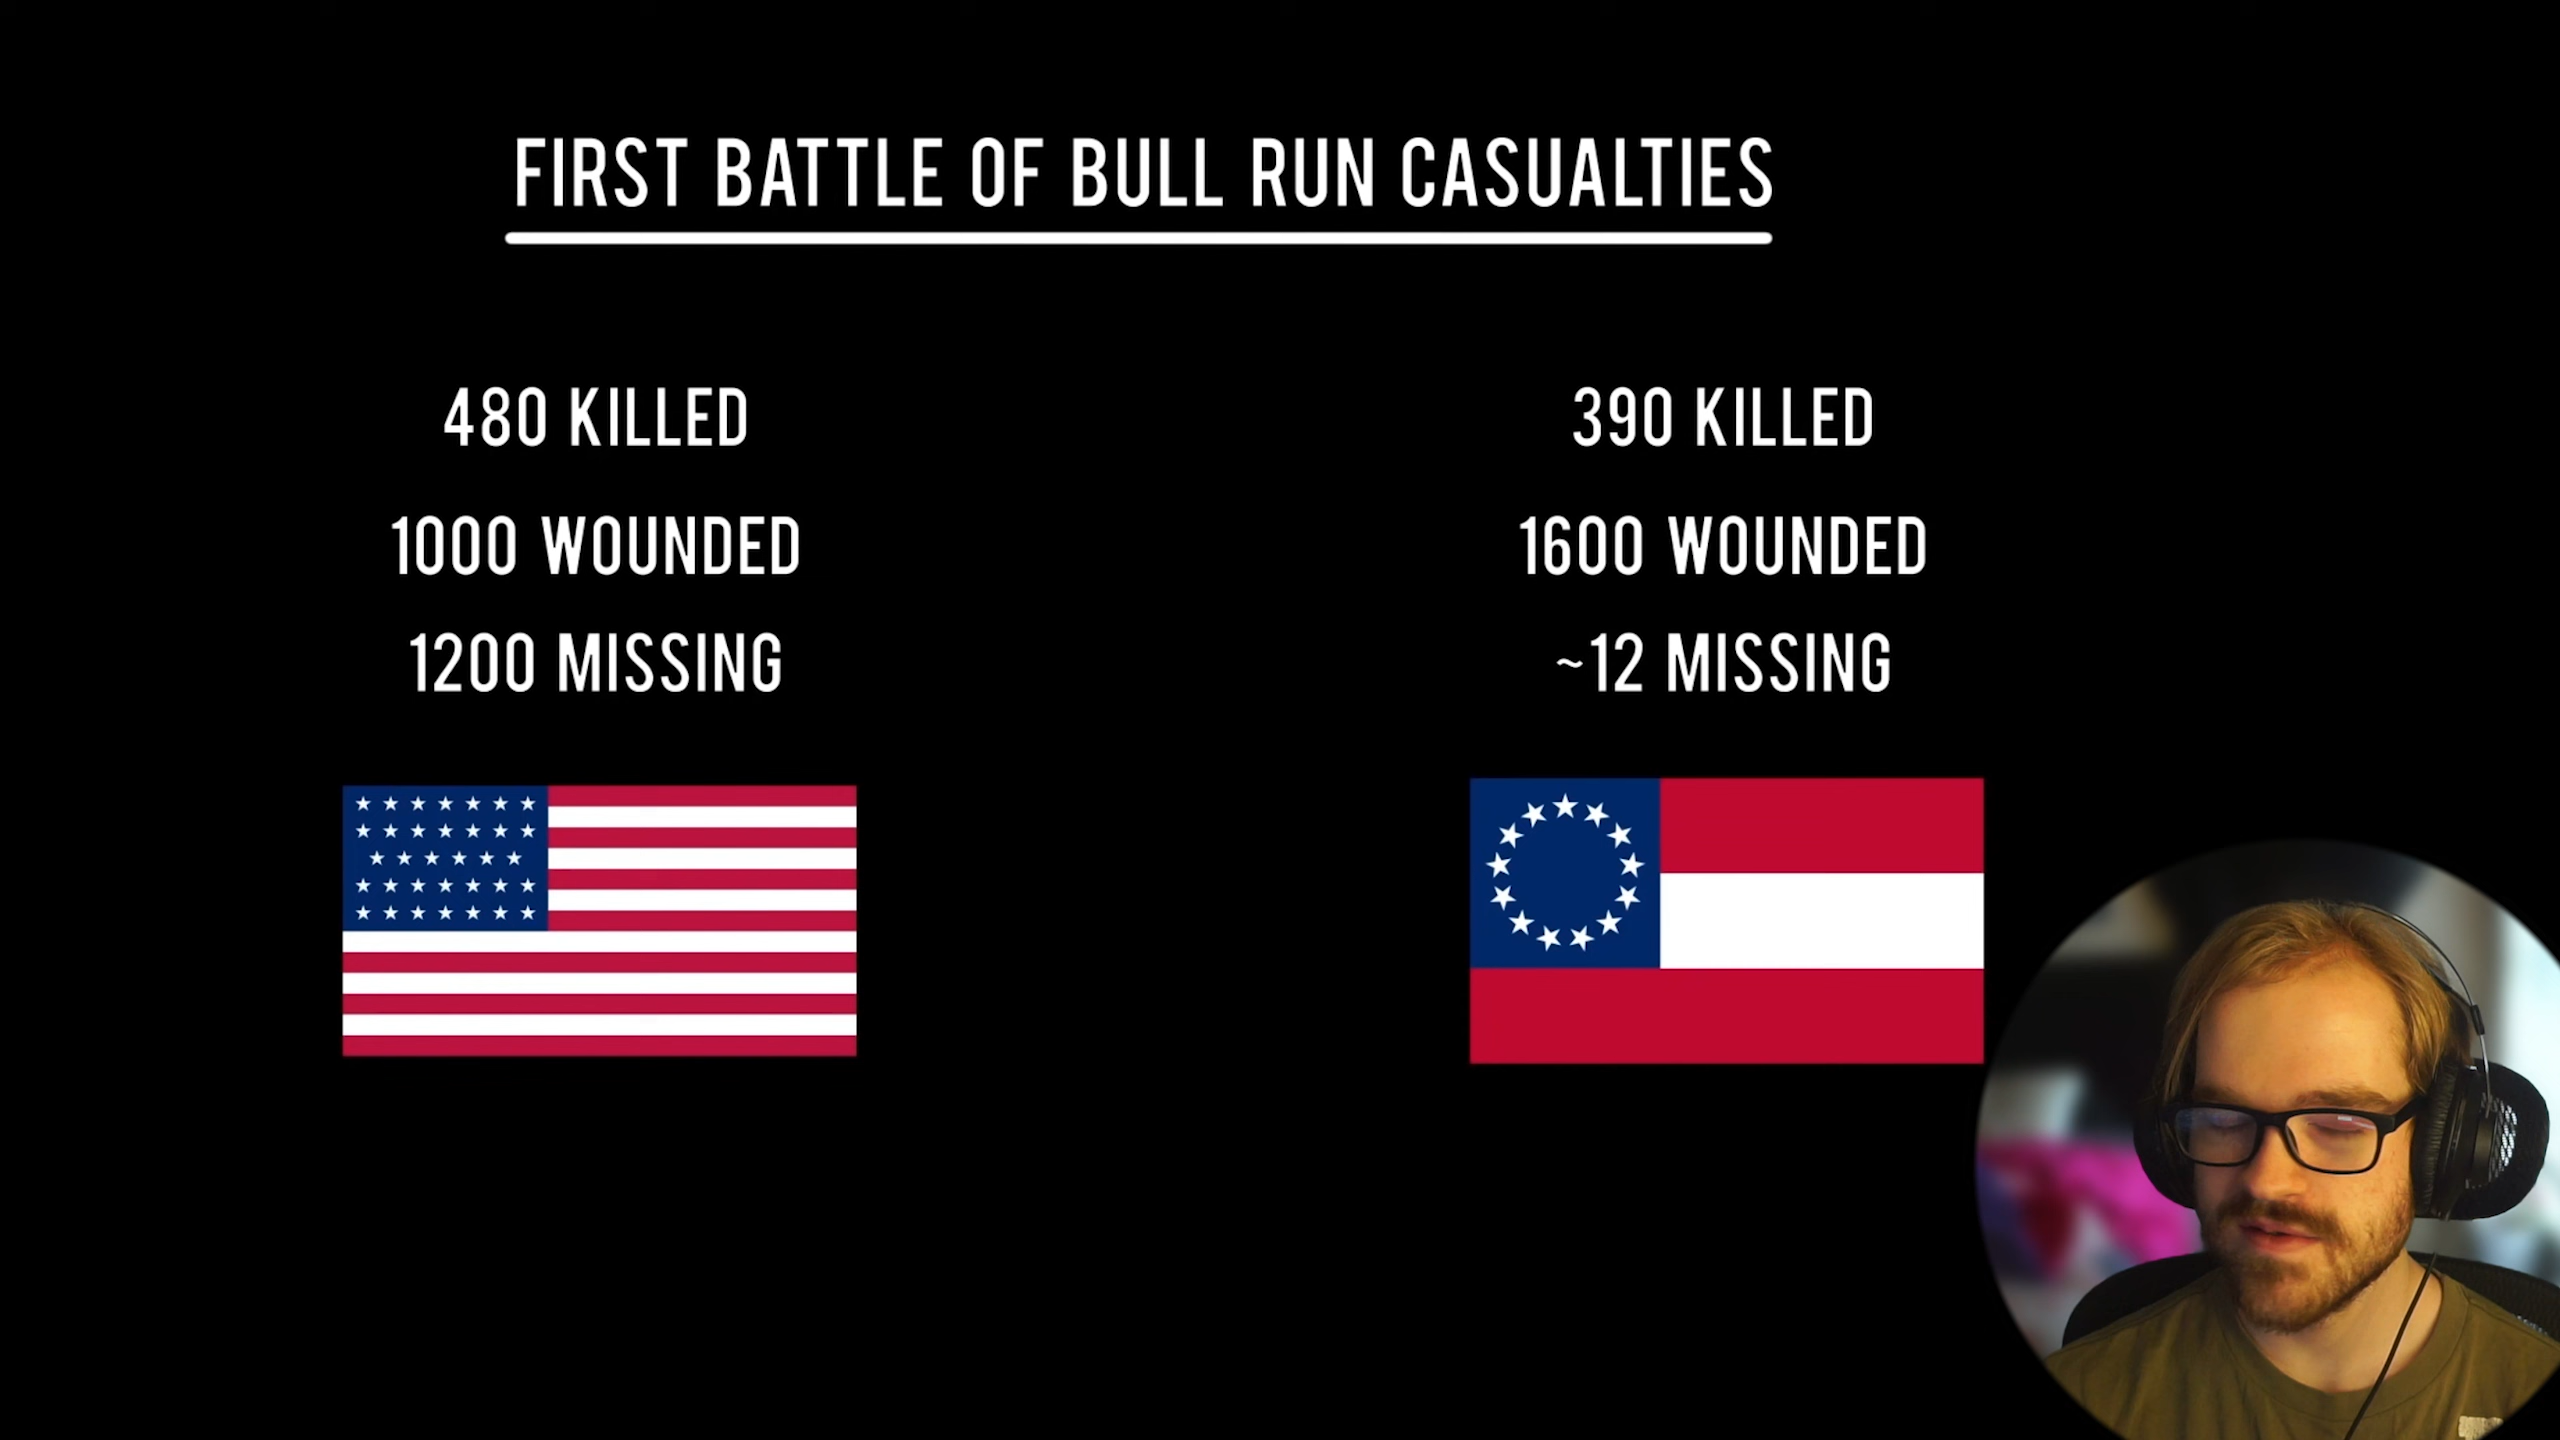 FIRST BATTLE OF BULL RUN CASUALTIES
480 KILLED
1000 WOUNDED
1200 MISSING
390 KILLED
1600 WOUNDED
~12 MISSING